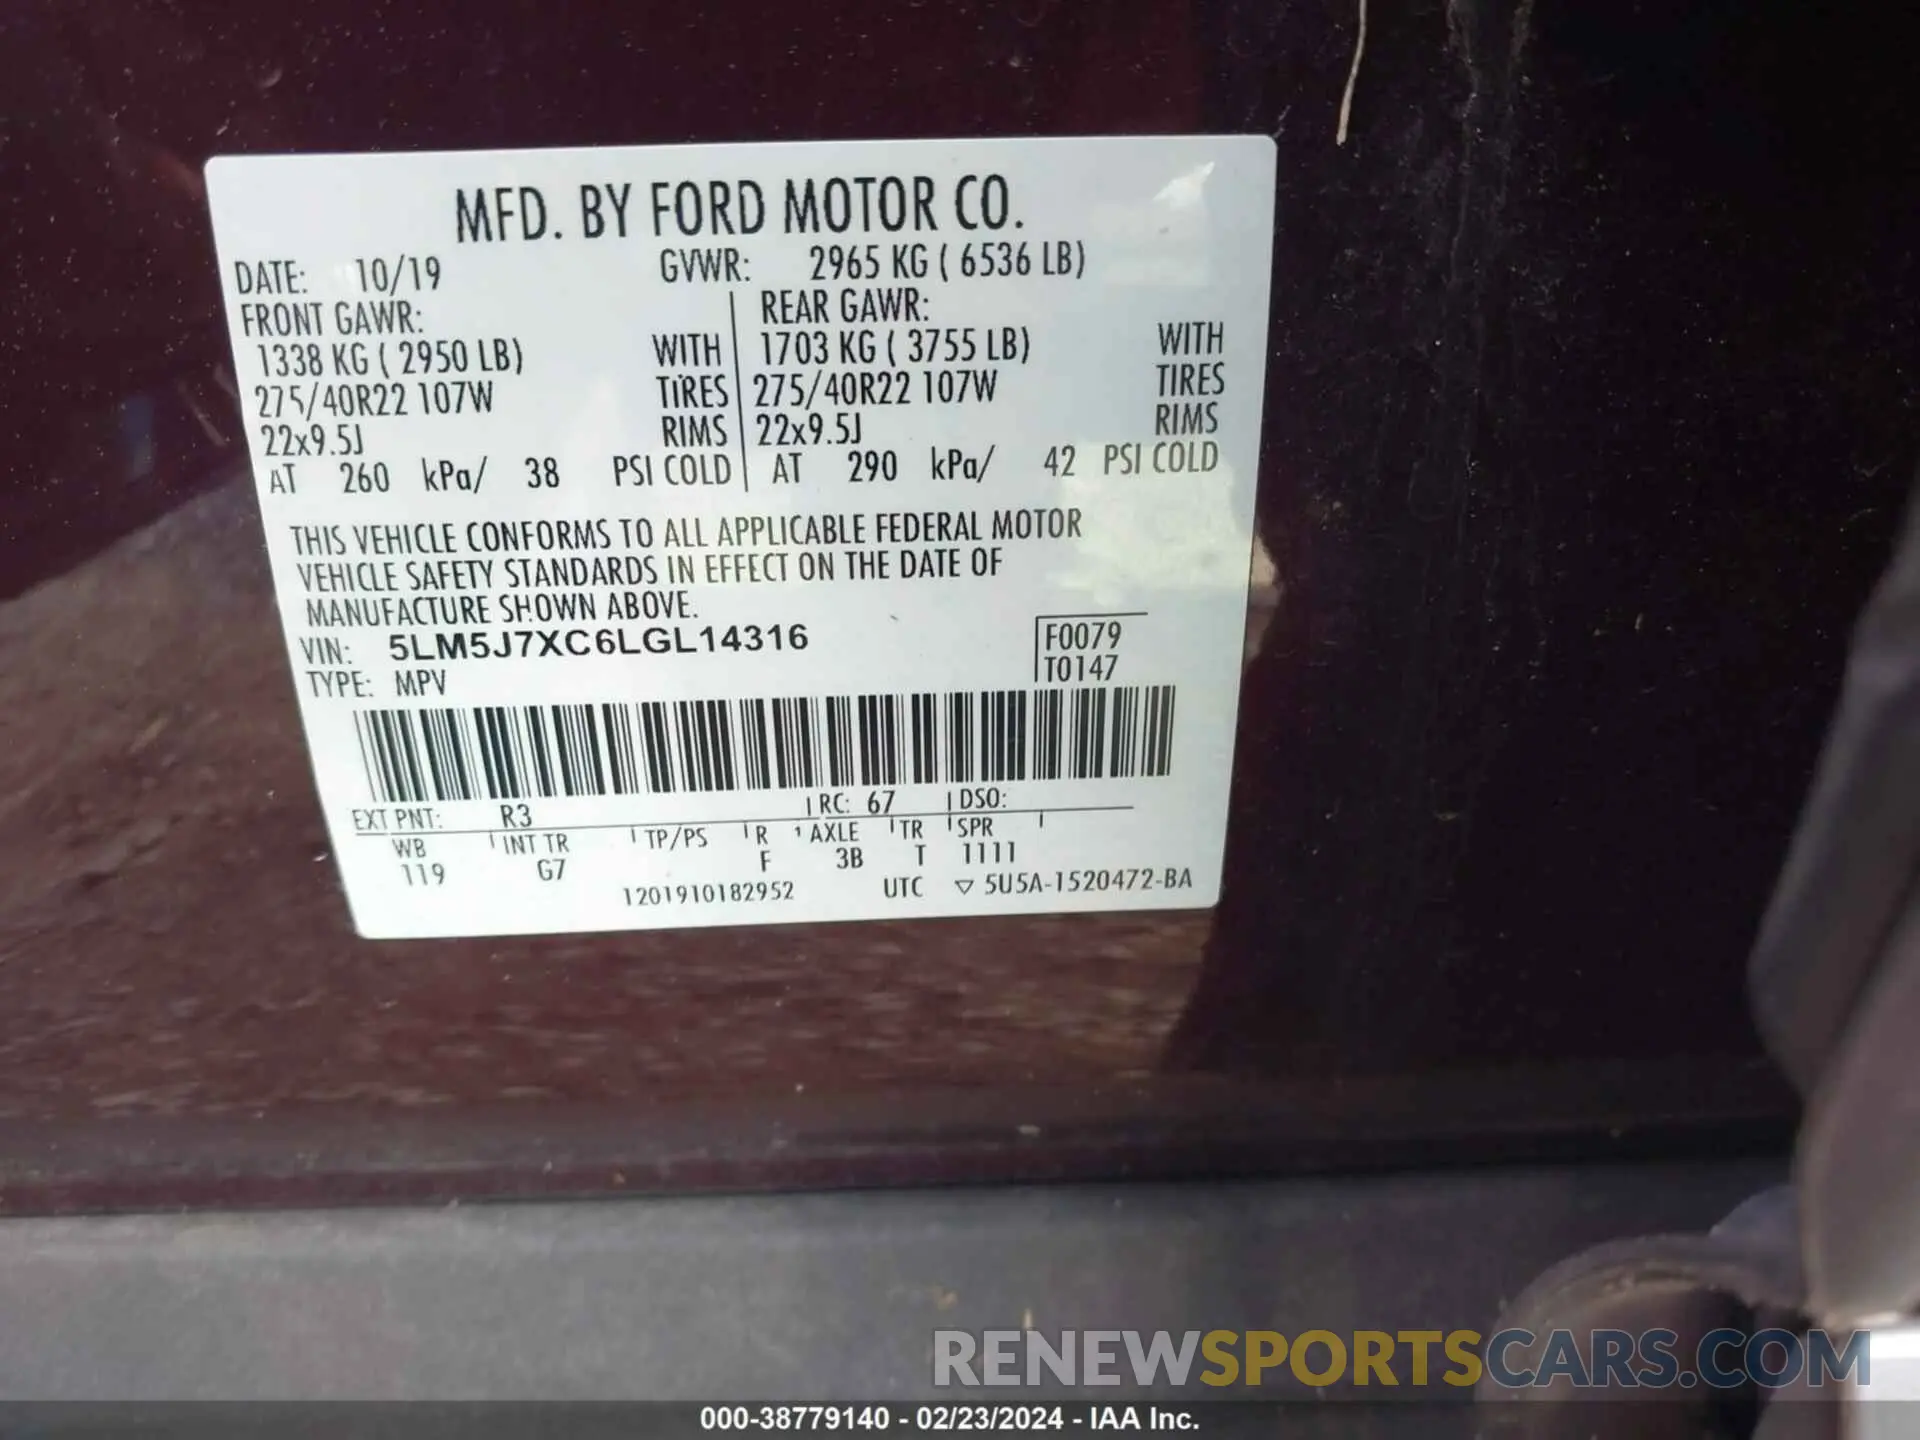 MFD. BY FORD MOTOR CO.
DATE: 10/19 GVWR: 2965 KG ( 6536 LB)
FRONT GAWR: REAR GAWR:
1338 KG ( 2950 LB) WITH 1703 KG ( 3755 LB) WITH
275/40R22 107W TIRES 275/40R22 107W TIRES
22x9.5J RIMS 22x9.5J RIMS
AT 260 kPa/ 38 PSI COLD AT 290 kPa/ 42 PSI COLD
THIS VEHICLE CONFORMS TO ALL APPLICABLE FEDERAL MOTOR
VEHICLE SAFETY STANDARDS IN EFFECT ON THE DATE OF
MANUFACTURE SHOWN ABOVE.
VIN: 5LM5J7XC6LGL14316 F0079
TYPE: MPV T0147
EXT PNT: R3 RC: 67 DSO:
WB INT TR TP/PS R AXLE TR SPR
119 G7 F 3B T 1111
1201910182952 UTC ▽ 5U5A-1520472-BA
RENEWSPORTSCARS.COM
000-38779140 - 02/23/2024 - IAA Inc.